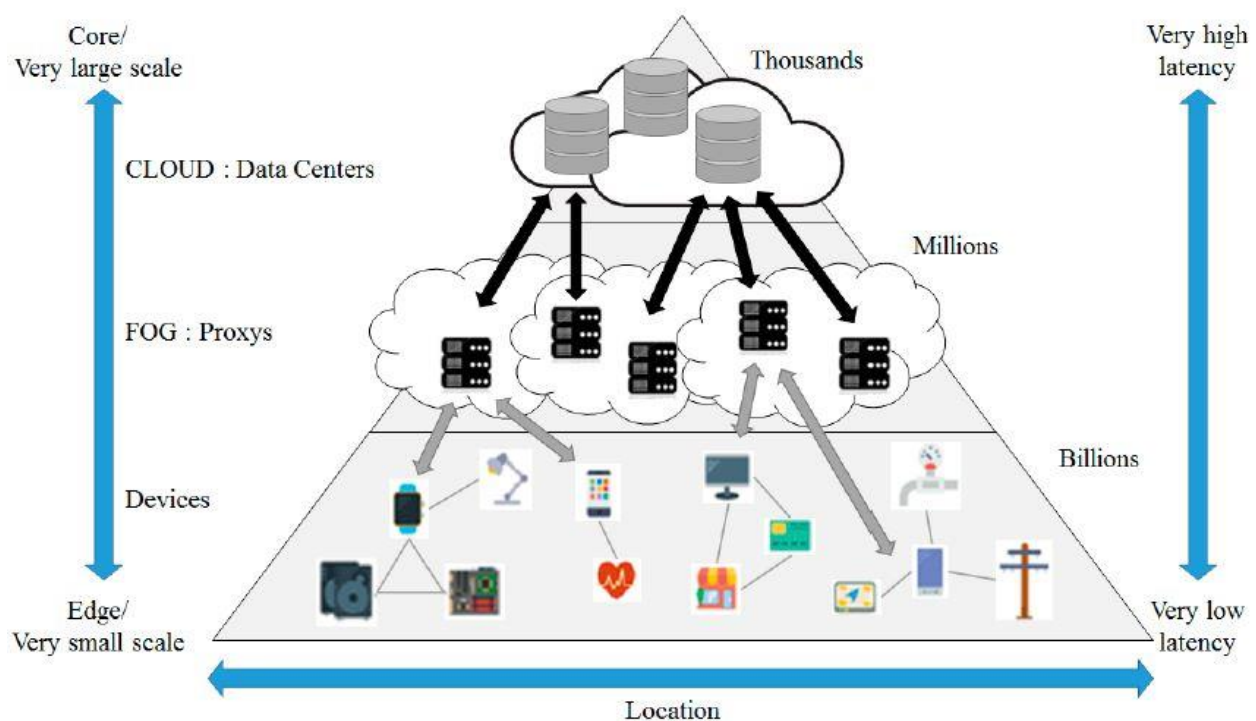 Core/
Very large scale
Thousands
Very high
latency
CLOUD : Data Centers
Millions
FOG : Proxys
Billions
Devices
Edge/
Very small scale
Very low
latency
Location